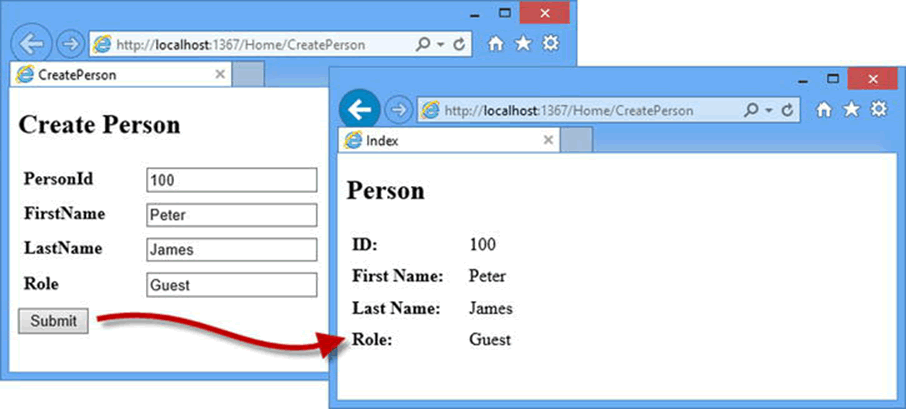 http://localhost:1367/Home/CreatePerson
CreatePerson
Create Person
PersonId 100
FirstName Peter
LastName James
Role Guest
Submit
http://localhost:1367/Home/CreatePerson
Index
Person
ID: 100
First Name: Peter
Last Name: James
Role: Guest